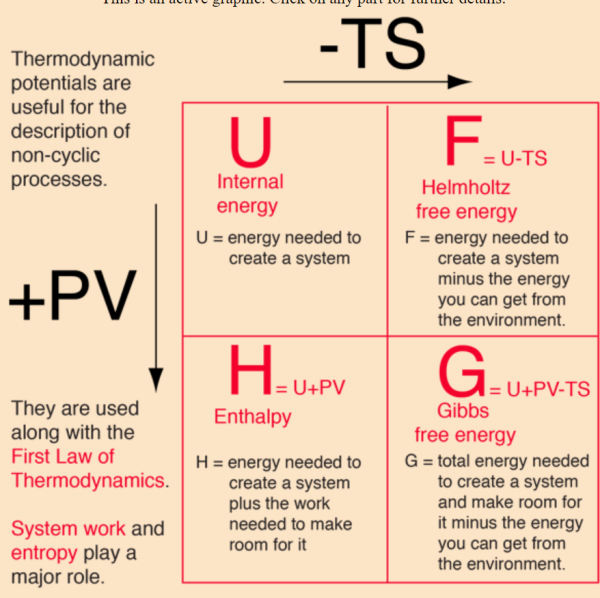 This is an active graphic. Click on any part for further details.
-TS
Thermodynamic
potentials are
useful for the
description of
non-cyclic
processes.
+PV
They are used
along with the
First Law of
Thermodynamics.
System work and
entropy play a
major role.
U
Internal
energy
U = energy needed to
create a system
F = U-TS
Helmholtz
free energy
F = energy needed to
create a system
minus the energy
you can get from
the environment.
H = U+PV
Enthalpy
H = energy needed to
create a system
plus the work
needed to make
room for it
G = U+PV-TS
Gibbs
free energy
G = total energy needed
to create a system
and make room for
it minus the energy
you can get from
the environment.